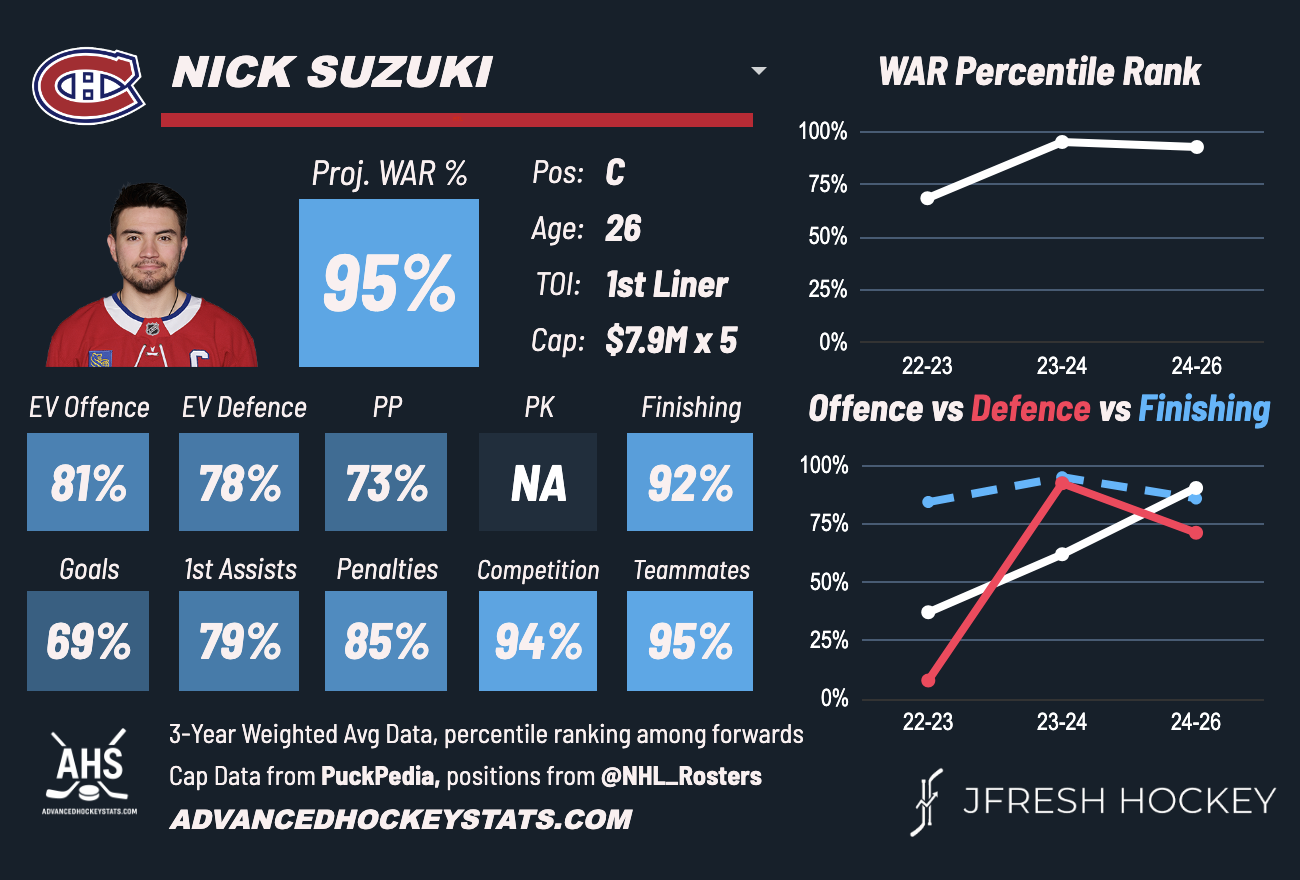 NICK SUZUKI
Proj. WAR %
95%
Pos: C
Age: 26
TOI: 1st Liner
Cap: $7.9M x 5
EV Offence EV Defence PP PK Finishing
81% 78% 73% NA 92%
Goals 1st Assists Penalties Competition Teammates
69% 79% 85% 94% 95%
WAR Percentile Rank
100%
75%
50%
25%
0%
22-23 23-24 24-26
Offence vs Defence vs Finishing
100%
75%
50%
25%
0%
22-23 23-24 24-26
AHS
ADVANCEDHOCKEYSTATS.COM
3-Year Weighted Avg Data, percentile ranking among forwards
Cap Data from PuckPedia, positions from @NHL_Rosters
ADVANCEDHOCKEYSTATS.COM
JFRESH HOCKEY